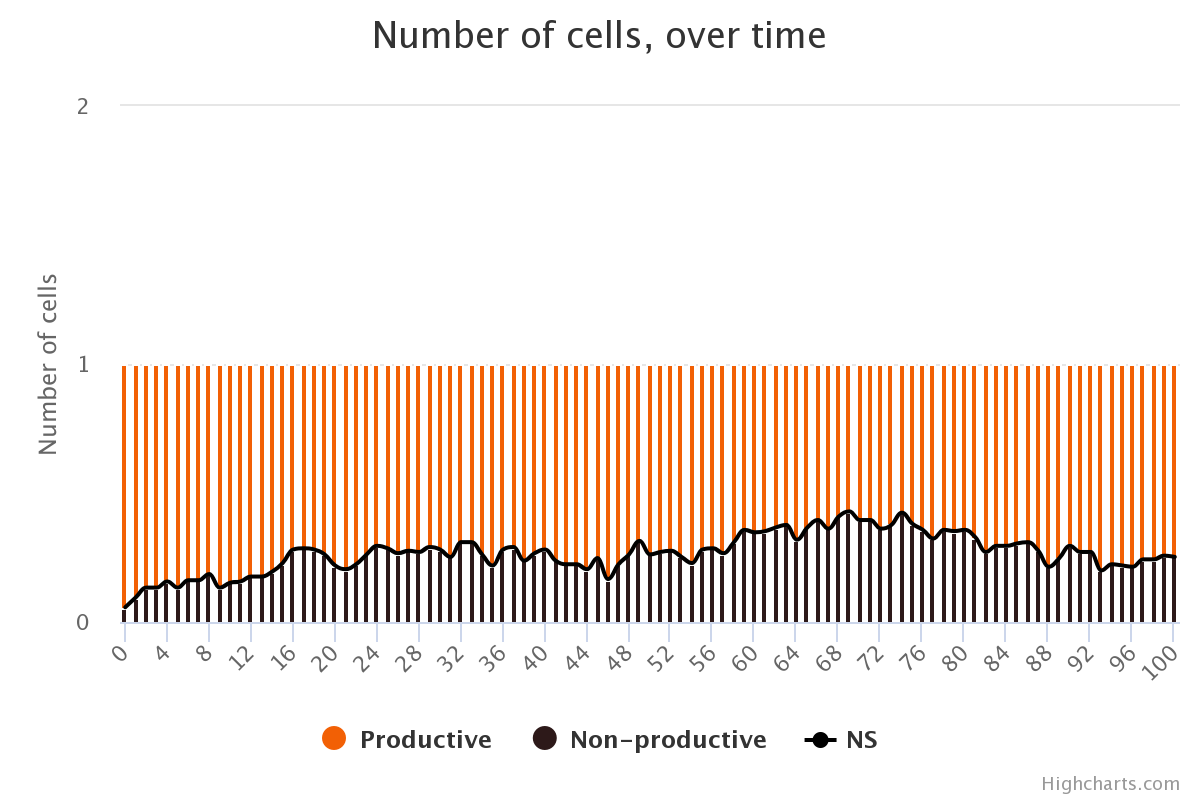 Number of cells, over time
Number of cells
2
1
0
0 4 8 12 16 20 24 28 32 36 40 44 48 52 56 60 64 68 72 76 80 84 88 92 96 100
Productive Non-productive NS
Highcharts.com